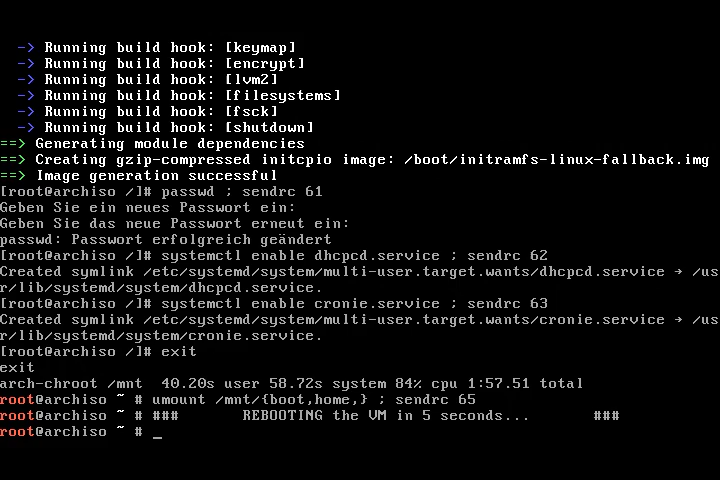 -> Running build hook: [keymap]
-> Running build hook: [encrypt]
-> Running build hook: [lvm2]
-> Running build hook: [filesystems]
-> Running build hook: [fsck]
-> Running build hook: [shutdown]
==> Generating module dependencies
==> Creating gzip-compressed initcpio image: /boot/initramfs-linux-fallback.img
==> Image generation successful
[root@archiso /]# passwd ; sendrc 61
Geben Sie ein neues Passwort ein:
Geben Sie das neue Passwort erneut ein:
passwd: Passwort erfolgreich geändert
[root@archiso /]# systemctl enable dhcpcd.service ; sendrc 62
Created symlink /etc/systemd/system/multi-user.target.wants/dhcpcd.service → /us
r/lib/systemd/system/dhcpcd.service.
[root@archiso /]# systemctl enable cronie.service ; sendrc 63
Created symlink /etc/systemd/system/multi-user.target.wants/cronie.service → /us
r/lib/systemd/system/cronie.service.
[root@archiso /]# exit
exit
arch-chroot /mnt  40.20s user 58.72s system 84% cpu 1:57.51 total
root@archiso ~ # umount /mnt/{boot,home,} ; sendrc 65
root@archiso ~ # ###       REBOOTING the VM in 5 seconds...       ###
root@archiso ~ # _